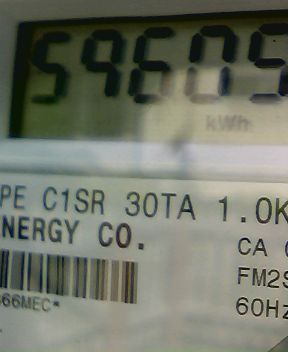 59605
kWh
PE C1SR 30TA 1.0K
NERGY CO.
CA
FM2S
66MEC*
60Hz